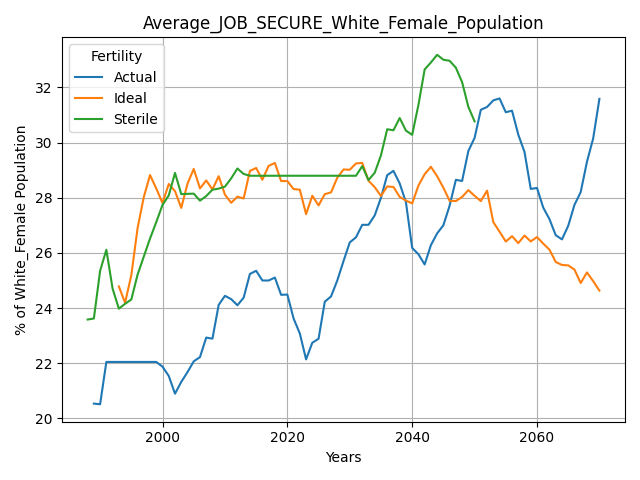 Average_JOB_SECURE_White_Female_Population
Fertility
Actual
Ideal
Sterile
% of White_Female Population
32
30
28
26
24
22
20
2000
2020
2040
2060
Years